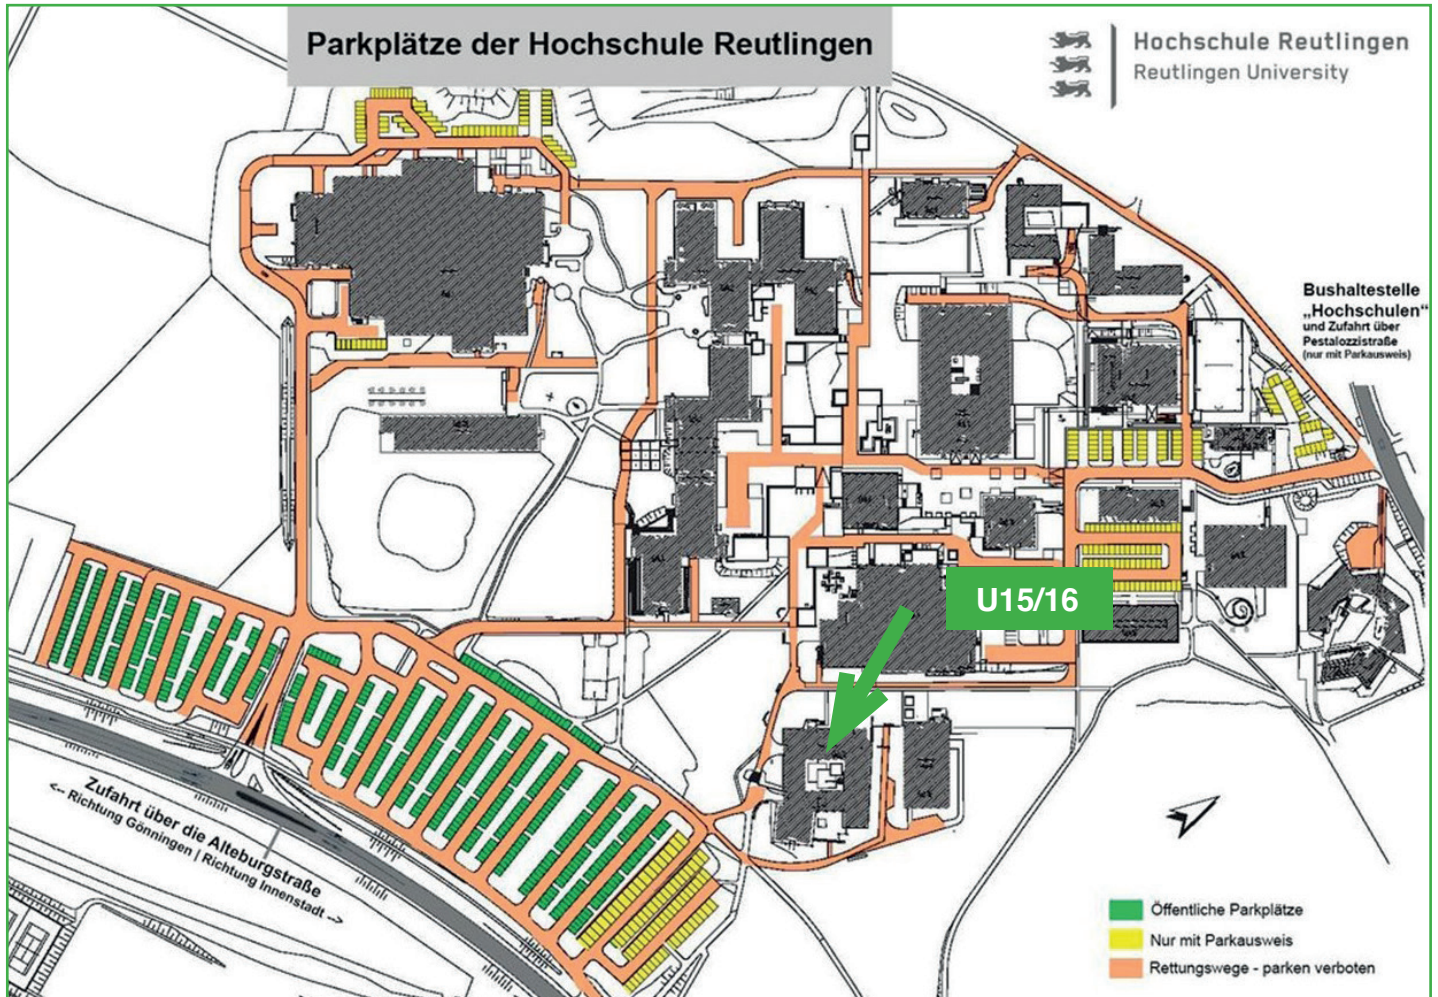 Parkplätze der Hochschule Reutlingen
Hochschule Reutlingen
Reutlingen University
Bushaltestelle
„Hochschulen“
und Zufahrt über
Pestalozzistraße
(nur mit Parkausweis)
U15/16
Zufahrt über die Alteburgstraße
<-- Richtung Gönningen | Richtung Innenstadt -->
Öffentliche Parkplätze
Nur mit Parkausweis
Rettungswege - parken verboten